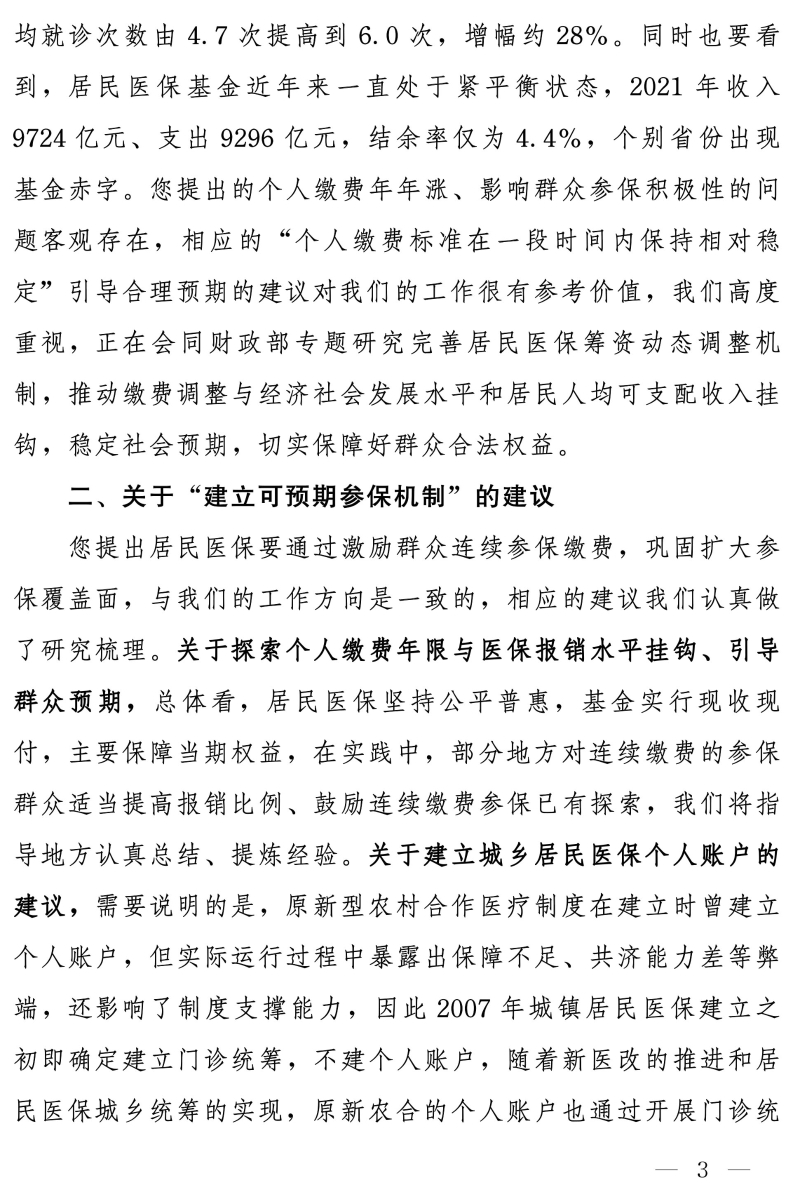 均就诊次数由 4.7 次提高到 6.0 次，增幅约 28%。同时也要看
到，居民医保基金近年来一直处于紧平衡状态，2021 年收入
9724 亿元、支出 9296 亿元，结余率仅为 4.4%，个别省份出现
基金赤字。您提出的个人缴费年年涨、影响群众参保积极性的问
题客观存在，相应的“个人缴费标准在一段时间内保持相对稳
定”引导合理预期的建议对我们的工作很有参考价值，我们高度
重视，正在会同财政部专题研究完善居民医保筹资动态调整机
制，推动缴费调整与经济社会发展水平和居民人均可支配收入挂
钩，稳定社会预期，切实保障好群众合法权益。
二、关于“建立可预期参保机制”的建议
您提出居民医保要通过激励群众连续参保缴费，巩固扩大参
保覆盖面，与我们的工作方向是一致的，相应的建议我们认真做
了研究梳理。关于探索个人缴费年限与医保报销水平挂钩、引导
群众预期，总体看，居民医保坚持公平普惠，基金实行现收现
付，主要保障当期权益，在实践中，部分地方对连续缴费的参保
群众适当提高报销比例、鼓励连续缴费参保已有探索，我们将指
导地方认真总结、提炼经验。关于建立城乡居民医保个人账户的
建议，需要说明的是，原新型农村合作医疗制度在建立时曾建立
个人账户，但实际运行过程中暴露出保障不足、共济能力差等弊
端，还影响了制度支撑能力，因此 2007 年城镇居民医保建立之
初即确定建立门诊统筹，不建个人账户，随着新医改的推进和居
民医保城乡统筹的实现，原新农合的个人账户也通过开展门诊统
— 3 —